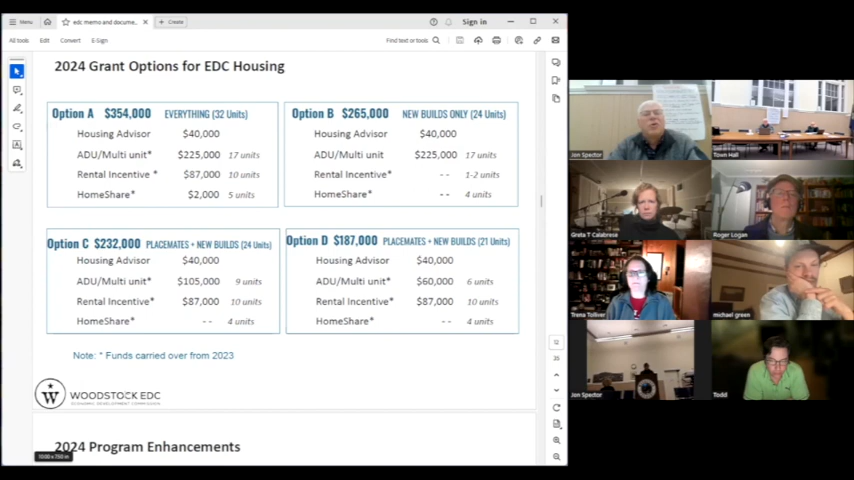 Menu
edc memo and docume...
Create
Sign in
All tools Edit Convert E-Sign
Find text or tools
2024 Grant Options for EDC Housing
Option A $354,000 EVERYTHING (32 Units)
Housing Advisor $40,000
ADU/Multi unit* $225,000 17 units
Rental Incentive * $87,000 10 units
HomeShare* $2,000 5 units
Option B $265,000 NEW BUILDS ONLY (24 Units)
Housing Advisor $40,000
ADU/Multi unit $225,000 17 units
Rental Incentive* -- 1-2 units
HomeShare* -- 4 units
Option C $232,000 PLACEMATES + NEW BUILDS (24 Units)
Housing Advisor $40,000
ADU/Multi unit* $105,000 9 units
Rental Incentive* $87,000 10 units
HomeShare* -- 4 units
Option D $187,000 PLACEMATES + NEW BUILDS (21 Units)
Housing Advisor $40,000
ADU/Multi unit* $60,000 6 units
Rental Incentive* $87,000 10 units
HomeShare* -- 4 units
Note: * Funds carried over from 2023
W
WOODSTOCK EDC
ECONOMIC DEVELOPMENT COMMISSION
2024 Program Enhancements
Jon Spector
Town Hall
Greta T Calabrese
Roger Logan
Trena Tolliver
michael green
Jon Spector
Todd